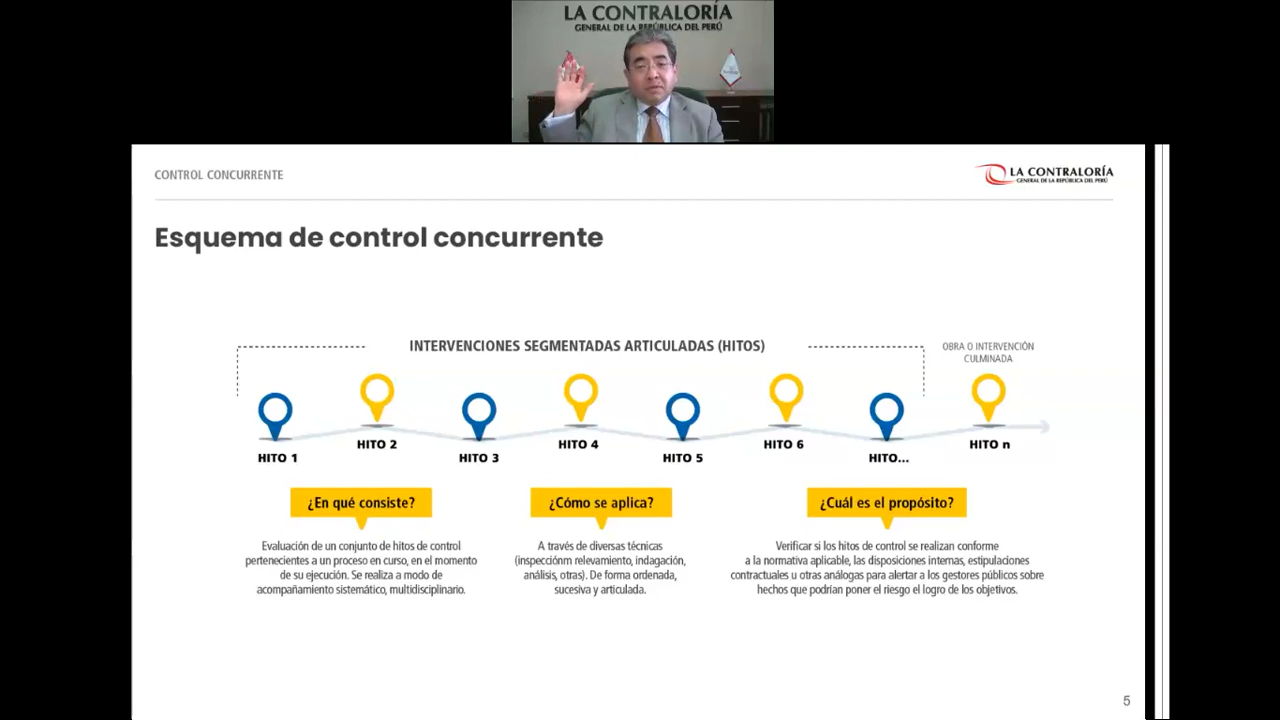 LA CONTRALORÍA
GENERAL DE LA REPÚBLICA DEL PERÚ
CONTROL CONCURRENTE
LA CONTRALORÍA
GENERAL DE LA REPÚBLICA DEL PERÚ
Esquema de control concurrente
INTERVENCIONES SEGMENTADAS ARTICULADAS (HITOS)
OBRA O INTERVENCIÓN
CULMINADA
HITO 1
HITO 2
HITO 3
HITO 4
HITO 5
HITO 6
HITO...
HITO n
¿En qué consiste?
Evaluación de un conjunto de hitos de control
pertenecientes a un proceso en curso, en el momento
de su ejecución. Se realiza a modo de
acompañamiento sistemático, multidisciplinario.
¿Cómo se aplica?
A través de diversas técnicas
(inspecciónm relevamiento, indagación,
análisis, otras). De forma ordenada,
sucesiva y articulada.
¿Cuál es el propósito?
Verificar si los hitos de control se realizan conforme
a la normativa aplicable, las disposiciones internas, estipulaciones
contractuales u otras análogas para alertar a los gestores públicos sobre
hechos que podrían poner el riesgo el logro de los objetivos.
5